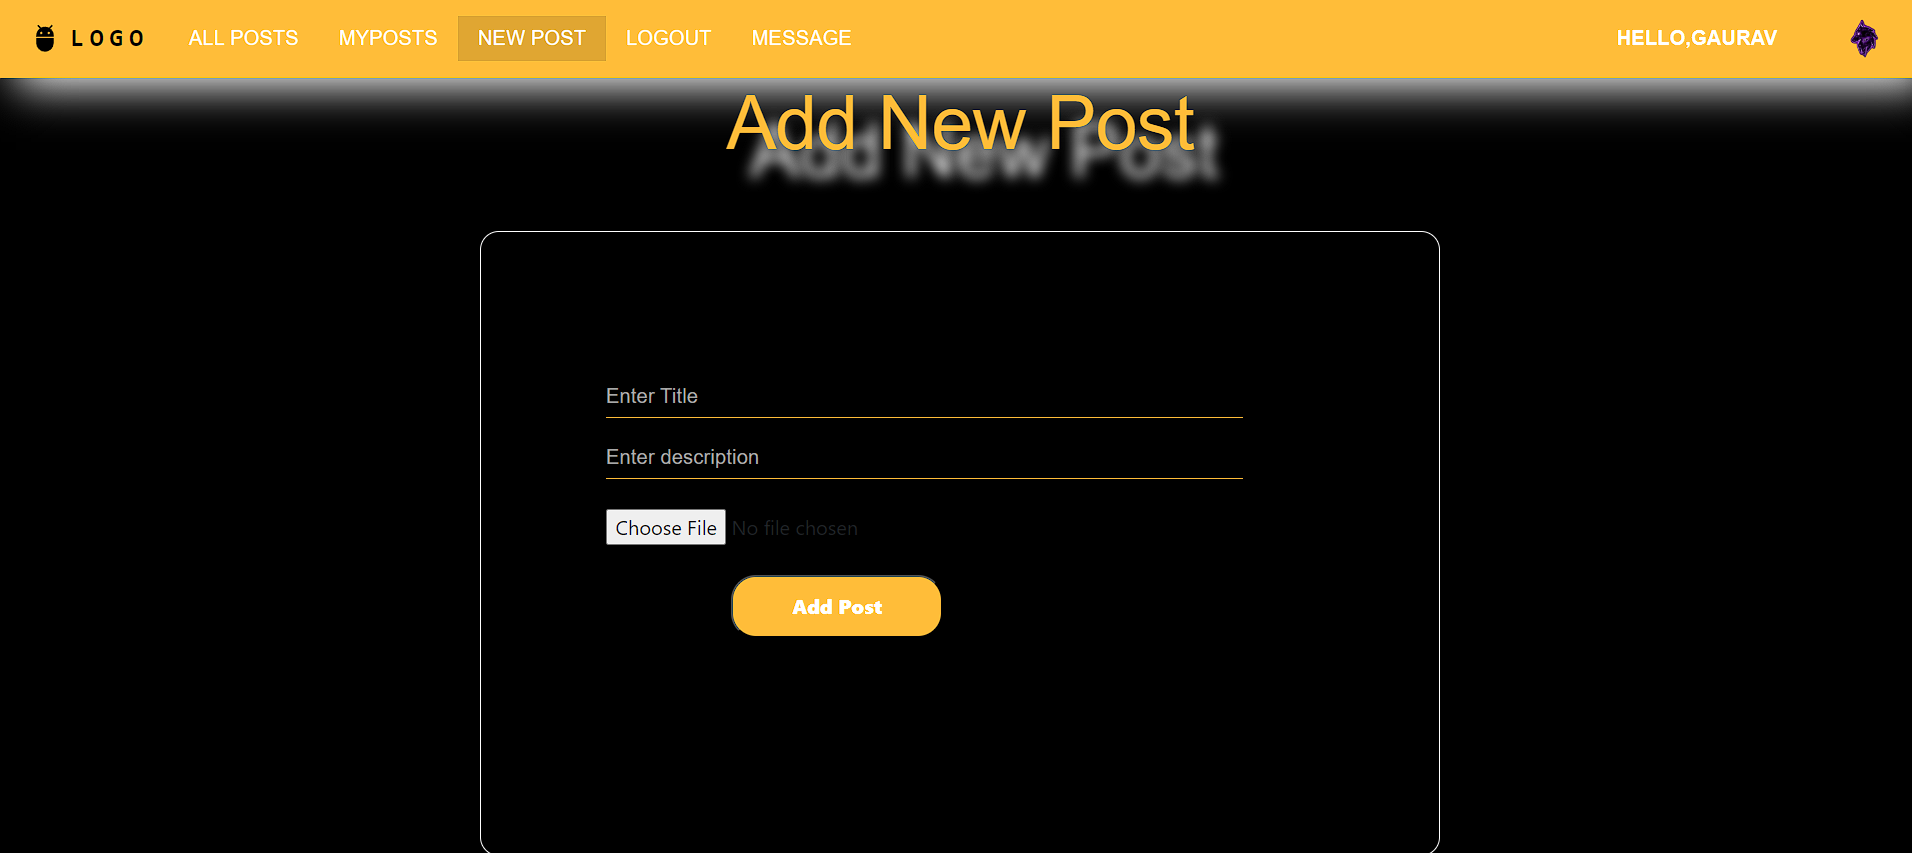 LOGO ALL POSTS MYPOSTS NEW POST LOGOUT MESSAGE HELLO,GAURAV
Add New Post
Enter Title
Enter description
Choose File No file chosen
Add Post